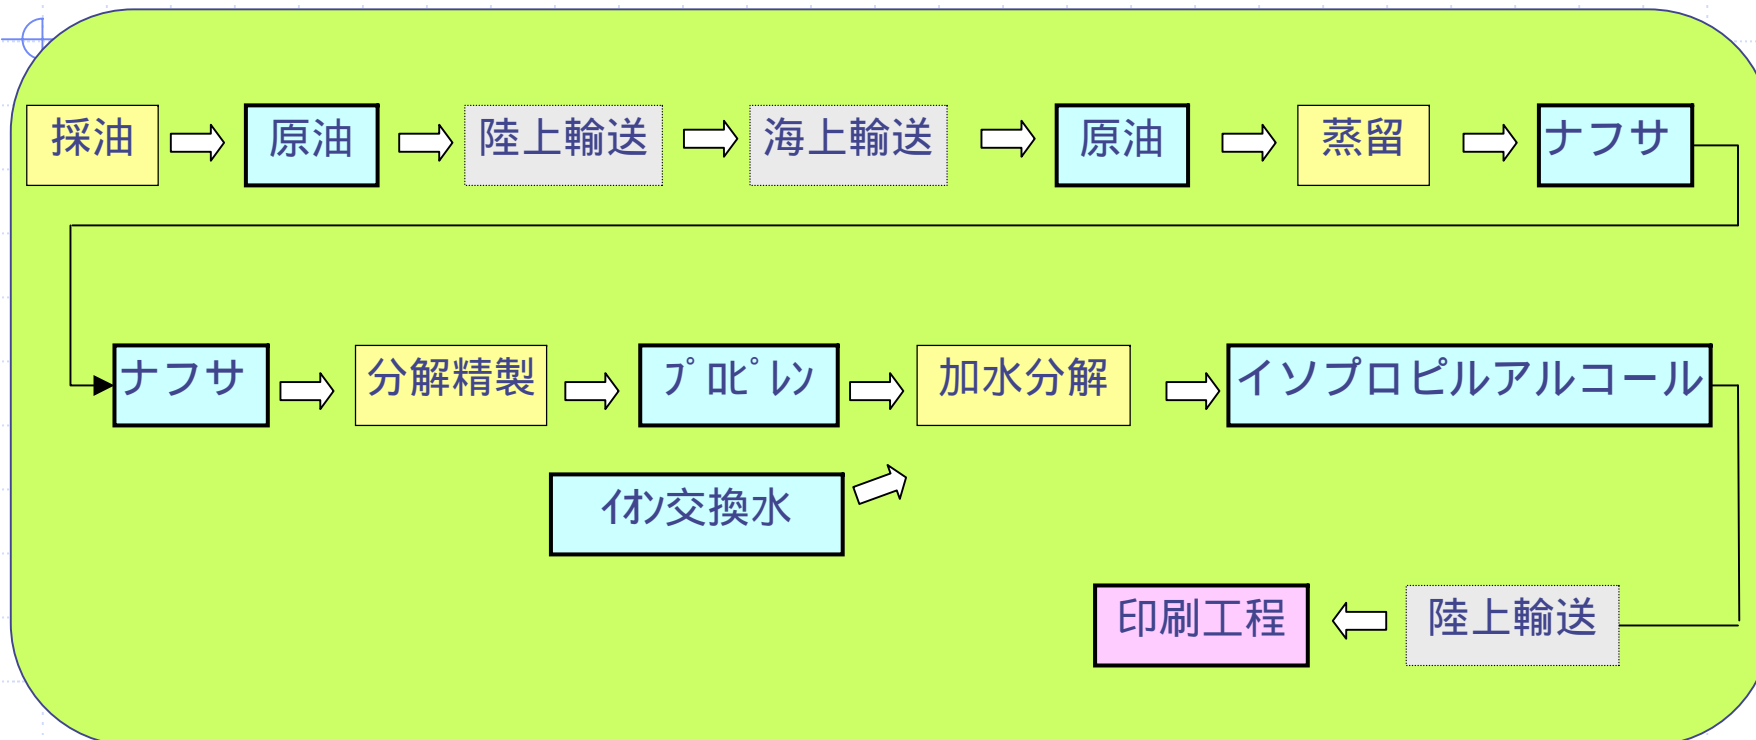 採油
原油
陸上輸送
海上輸送
原油
蒸留
ナフサ
ナフサ
分解精製
プロピレン
加水分解
イソプロピルアルコール
イオン交換水
印刷工程
陸上輸送